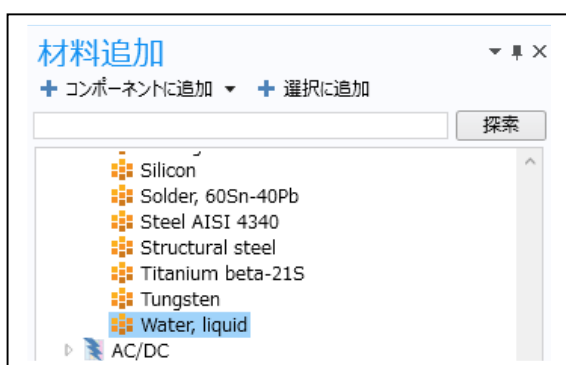 材料追加
+ コンポーネントに追加 ▼ + 選択に追加
探索
Silicon
Solder, 60Sn-40Pb
Steel AISI 4340
Structural steel
Titanium beta-21S
Tungsten
Water, liquid
AC/DC